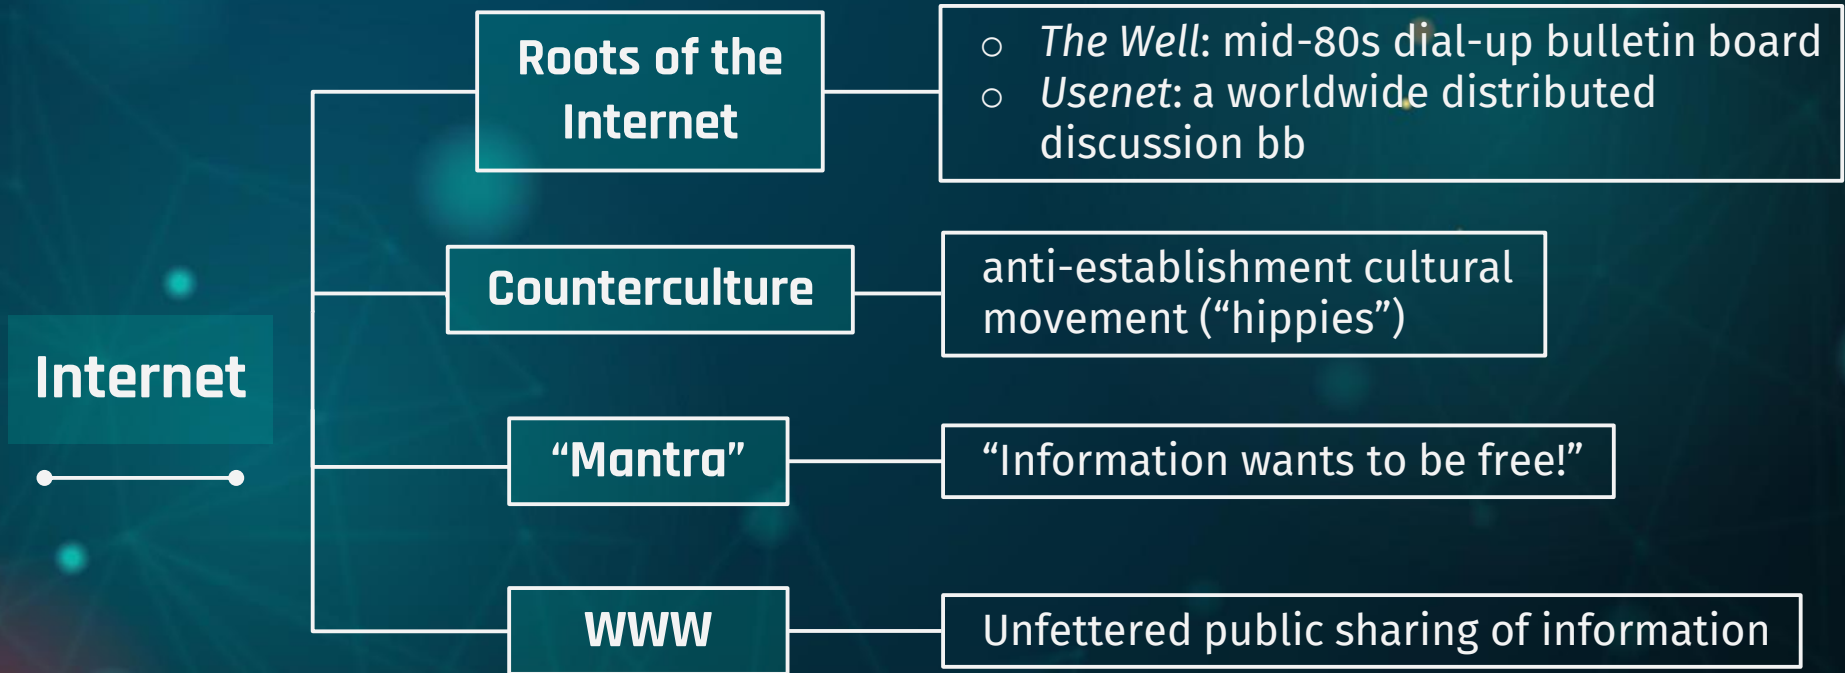 Internet
Roots of the
Internet
○ The Well: mid-80s dial-up bulletin board
○ Usenet: a worldwide distributed
discussion bb
Counterculture
anti-establishment cultural
movement (“hippies”)
“Mantra”
“Information wants to be free!”
WWW
Unfettered public sharing of information